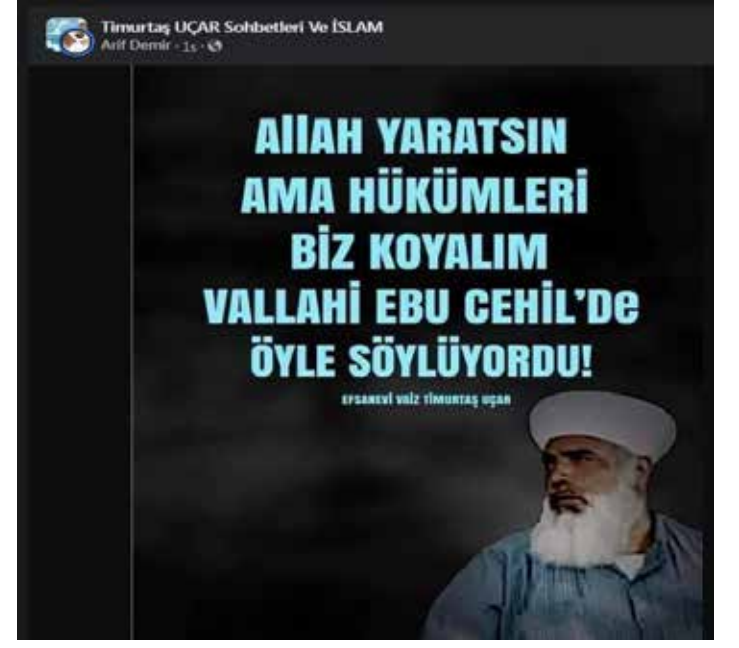 Timurtaş UÇAR Sohbetleri Ve İSLAM
Arif Demir · 1s ·
AllAH YARATSIN
AMA HÜKÜMLERİ
BİZ KOYALIM
VALLAHİ EBU CEHİL'De
ÖYLE SÖYLÜYORDU!
EFSANEVİ VAİZ TİMURTAŞ UÇAR